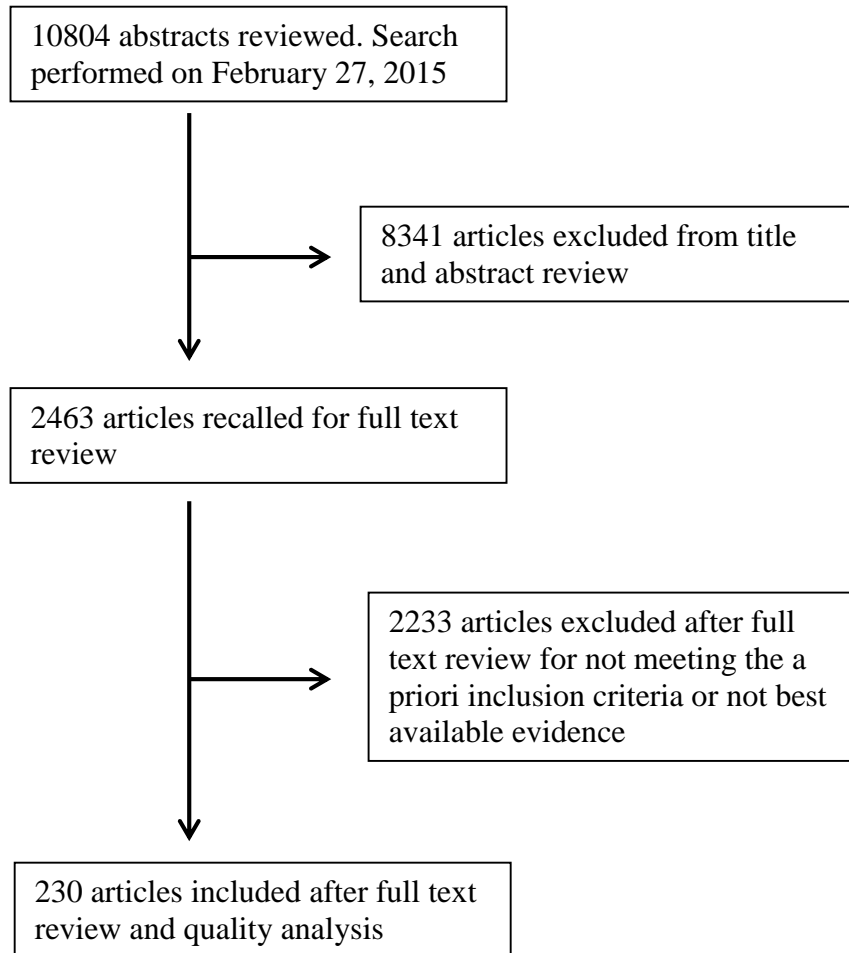 10804 abstracts reviewed. Search
performed on February 27, 2015
8341 articles excluded from title
and abstract review
2463 articles recalled for full text
review
2233 articles excluded after full
text review for not meeting the a
priori inclusion criteria or not best
available evidence
230 articles included after full text
review and quality analysis